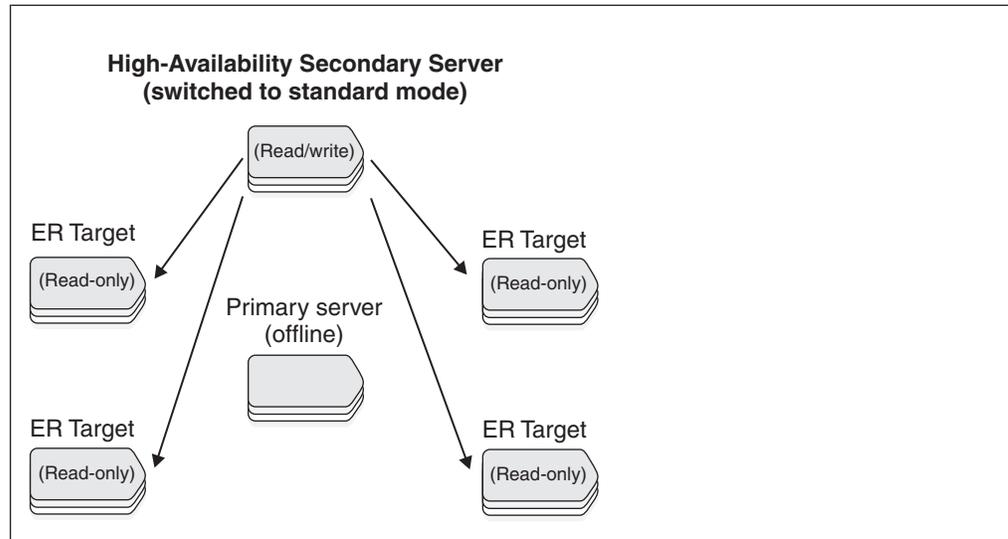 High-Availability Secondary Server
(switched to standard mode)
(Read/write)
ER Target
(Read-only)
ER Target
(Read-only)
Primary server
(offline)
ER Target
(Read-only)
ER Target
(Read-only)